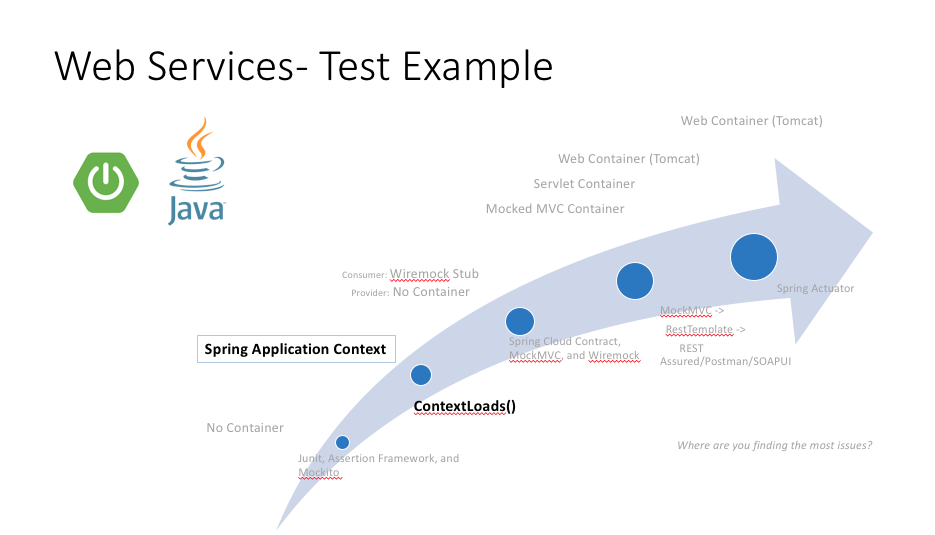 Web Services- Test Example
Java
Web Container (Tomcat)
Web Container (Tomcat)
Servlet Container
Mocked MVC Container
Consumer: Wiremock Stub
Provider: No Container
Spring Actuator
MockMVC ->
RestTemplate ->
REST
Assured/Postman/SOAPUI
Spring Cloud Contract,
MockMVC, and Wiremock
Spring Application Context
ContextLoads()
No Container
Junit, Assertion Framework, and
Mockito
Where are you finding the most issues?